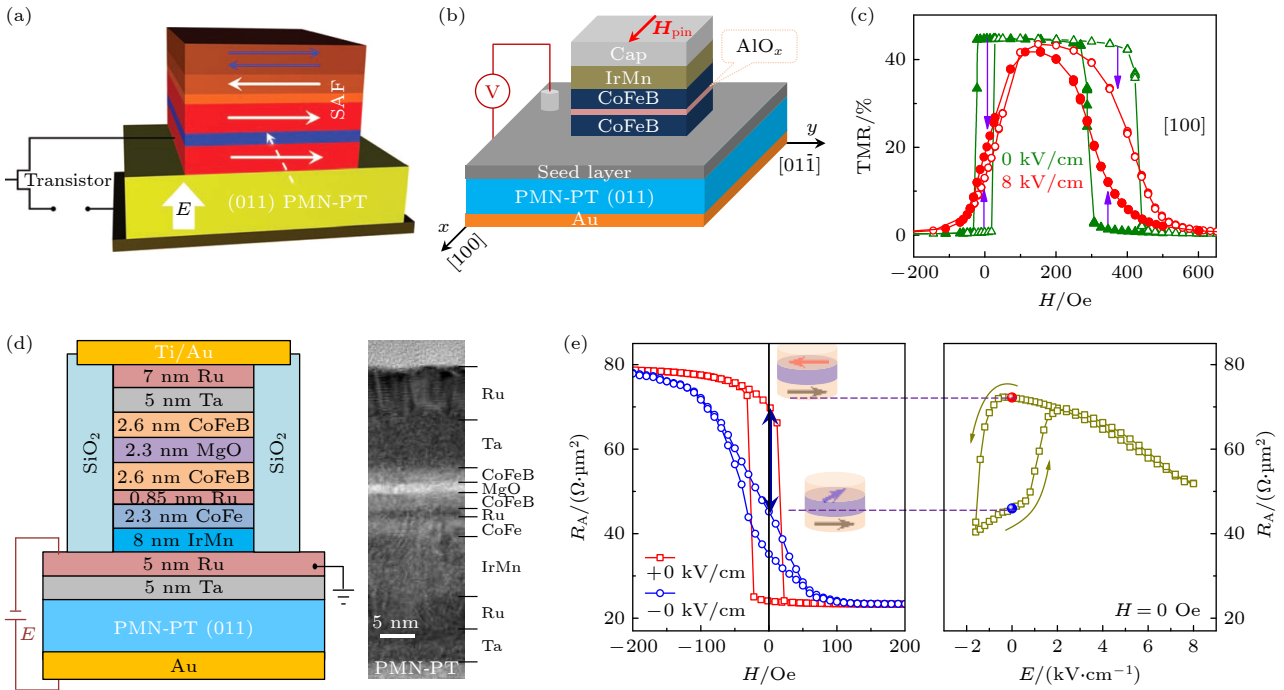 (a)
SAF
Transistor
E
(011) PMN-PT
(b)
H pin
Cap
IrMn
CoFeB
CoFeB
AlOx
V
Seed layer
PMN-PT (011)
Au
x
[100]
y
[011̄]
(c)
TMR/%
40
20
0
[100]
0 kV/cm
8 kV/cm
−200
0
200
400
600
H/Oe
(d)
Ti/Au
7 nm Ru
5 nm Ta
2.6 nm CoFeB
2.3 nm MgO
2.6 nm CoFeB
0.85 nm Ru
2.3 nm CoFe
8 nm IrMn
SiO2
SiO2
5 nm Ru
5 nm Ta
PMN-PT (011)
Au
E
Ru
Ta
CoFeB
MgO
CoFeB
Ru
CoFe
IrMn
Ru
Ta
5 nm
PMN-PT
(e)
RA/(Ω·μm²)
80
60
40
20
+0 kV/cm
−0 kV/cm
−200
−100
0
100
200
H/Oe
H=0 Oe
−2
0
2
4
6
8
E/(kV·cm⁻¹)
80
60
40
20
RA/(Ω·μm²)